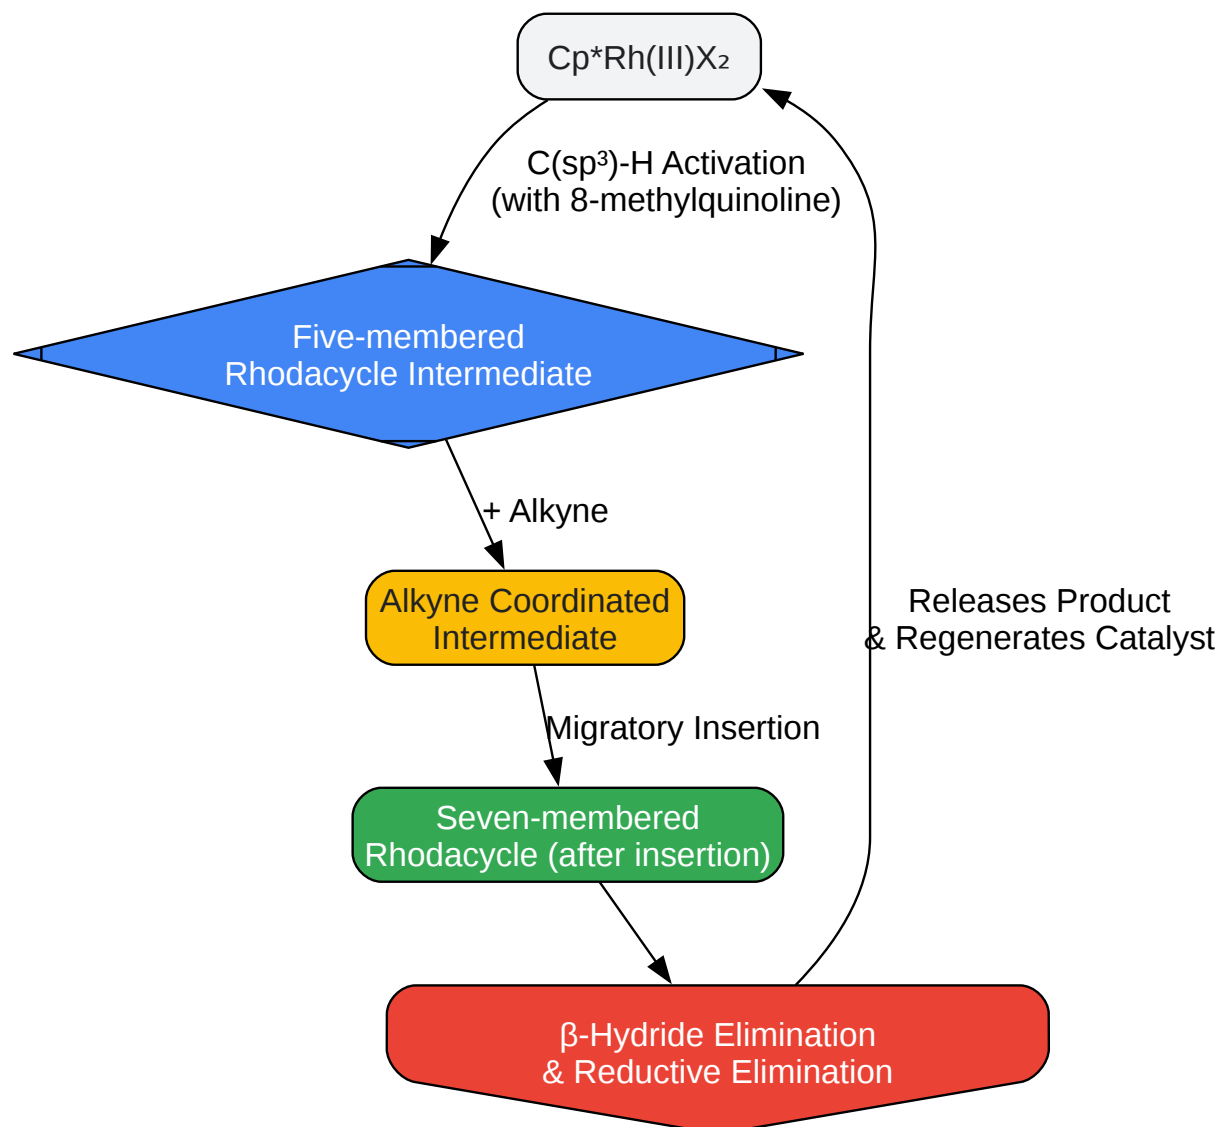 Cp*Rh(III)X₂
C(sp³)-H Activation
(with 8-methylquinoline)
Five-membered
Rhodacycle Intermediate
+ Alkyne
Alkyne Coordinated
Intermediate
Releases Product
& Regenerates Catalyst
Migratory Insertion
Seven-membered
Rhodacycle (after insertion)
β-Hydride Elimination
& Reductive Elimination